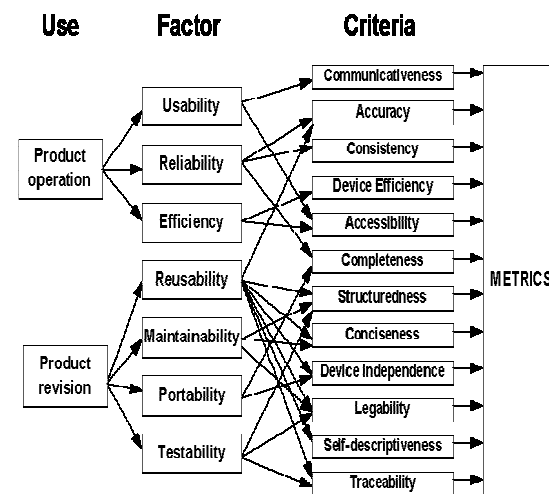 Use Factor Criteria
Communicativeness
Usability
Accuracy
Product
operation
Reliability
Consistency
Device Efficiency
Efficiency
Accessibility
Completeness
Reusability
METRICS
Structuredness
Maintainability
Conciseness
Product
revision
Device Independence
Portability
Legability
Testability
Self-descriptiveness
Traceability